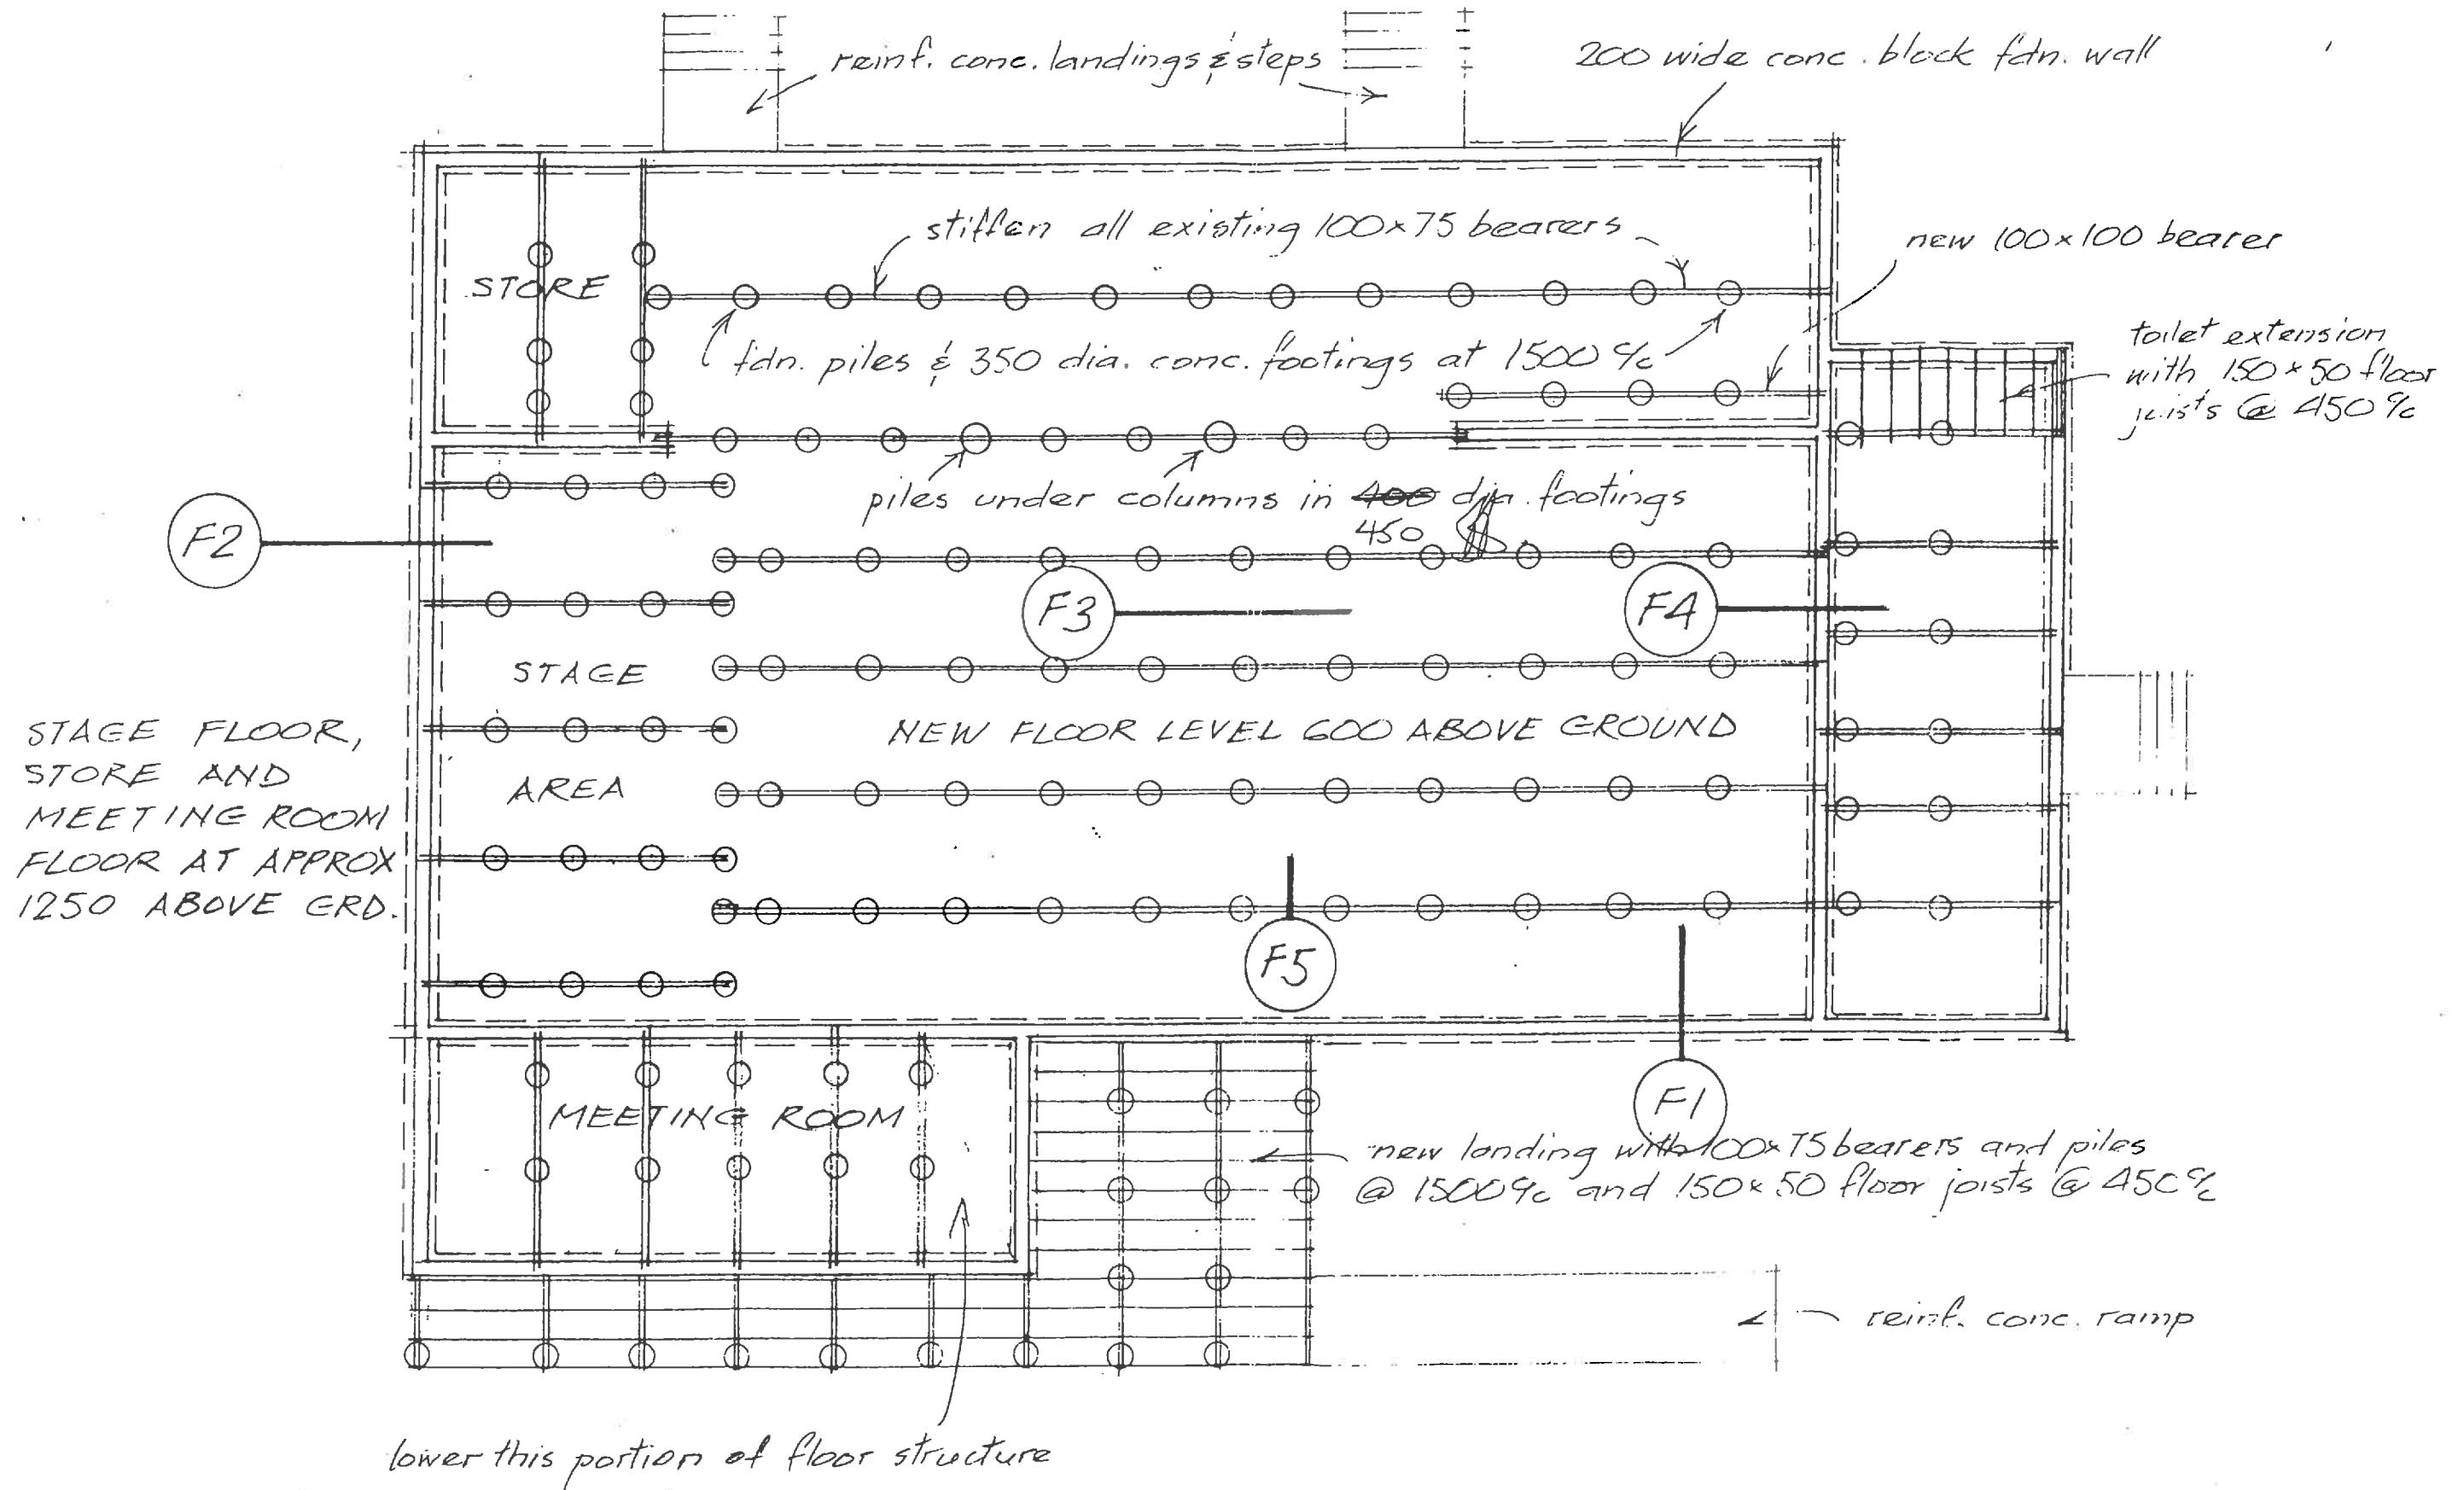 reinf. conc. landings & steps
200 wide conc. block fdn. wall
stiffen all existing 100x75 bearers
new 100x100 bearer
STORE
toilet extension
with 150x50 floor
joists @ 450 c/c
fdn. piles & 350 dia. conc. footings at 1500 c/c
piles under columns in 400 dia. footings
450
F2
F3
F4
STAGE
AREA
NEW FLOOR LEVEL 600 ABOVE GROUND
STAGE FLOOR,
STORE AND
MEETING ROOM
FLOOR AT APPROX
1250 ABOVE GRD.
F5
F1
MEETING ROOM
new landing with 100x75 bearers and piles
@ 1500 c/c and 150x50 floor joists @ 450 c/c
reinf. conc. ramp
lower this portion of floor structure